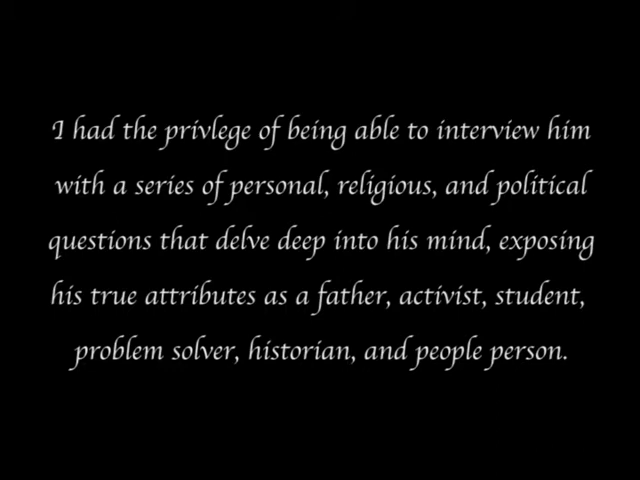 I had the privlege of being able to interview him
with a series of personal, religious, and political
questions that delve deep into his mind, exposing
his true attributes as a father, activist, student,
problem solver, historian, and people person.